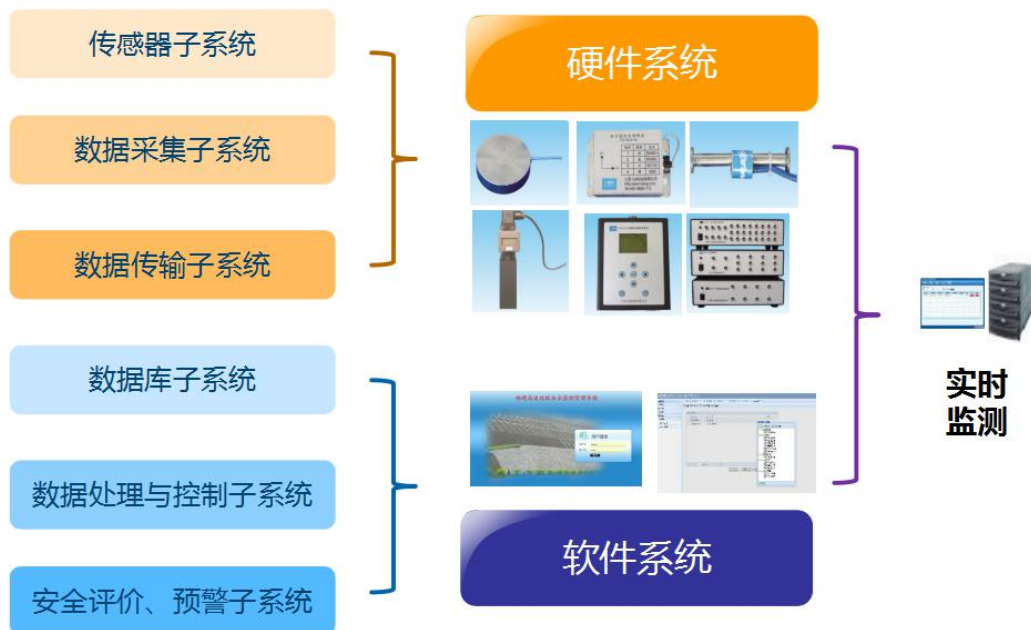 传感器子系统
数据采集子系统
数据传输子系统
数据库子系统
数据处理与控制子系统
安全评价、预警子系统
硬件系统
软件系统
实时
监测